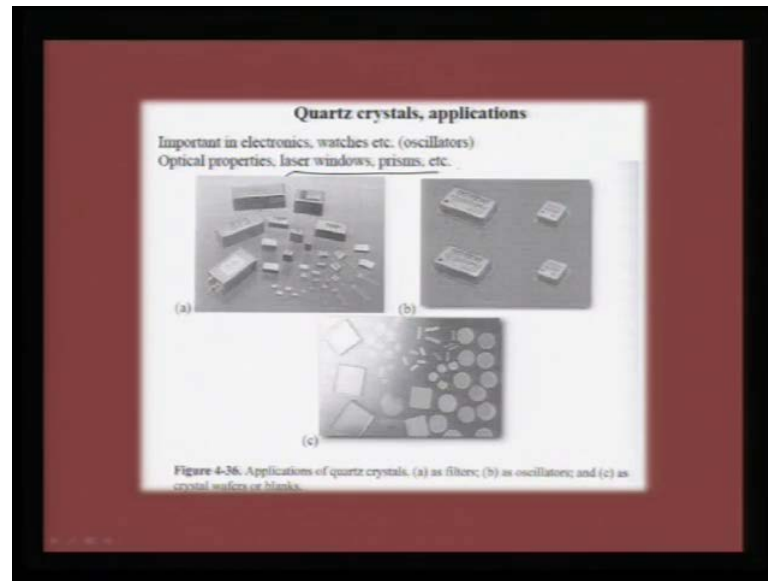 Quartz crystals, applications
Important in electronics, watches etc. (oscillators)
Optical properties, laser windows, prisms, etc.
(a)
(b)
(c)
Figure 4-36. Applications of quartz crystals. (a) as filters; (b) as oscillators; and (c) as
crystal wafers or blanks.